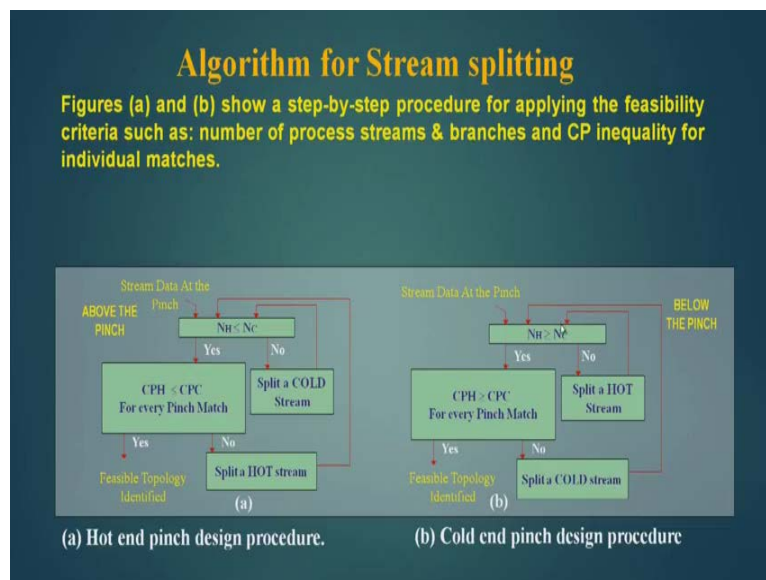 Algorithm for Stream splitting
Figures (a) and (b) show a step-by-step procedure for applying the feasibility
criteria such as: number of process streams & branches and CP inequality for
individual matches.
Stream Data At the
Pinch
ABOVE THE
PINCH
NH ≤ NC
Yes
No
CPH ≤ CPC
For every Pinch Match
Split a COLD
Stream
Yes
No
Feasible Topology
Identified
Split a HOT stream
(a)
Stream Data At the Pinch
BELOW
THE PINCH
NH ≥ NC
Yes
No
CPH ≥ CPC
For every Pinch Match
Split a HOT
Stream
Yes
No
Feasible Topology
Identified
Split a COLD stream
(b)
(a) Hot end pinch design procedure.
(b) Cold end pinch design procedure